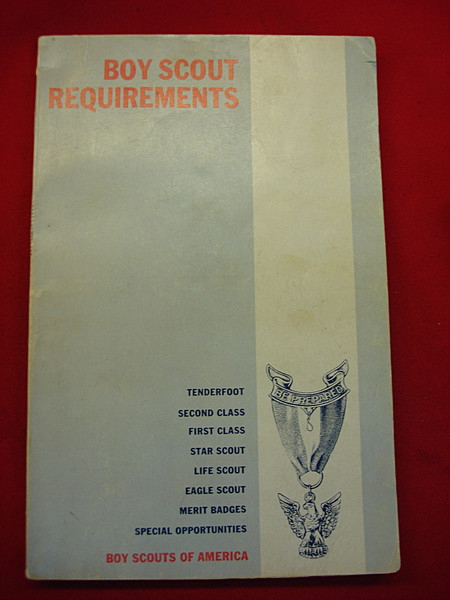 BOY SCOUT
REQUIREMENTS
TENDERFOOT
SECOND CLASS
FIRST CLASS
STAR SCOUT
LIFE SCOUT
EAGLE SCOUT
MERIT BADGES
SPECIAL OPPORTUNITIES
BOY SCOUTS OF AMERICA
BE PREPARED